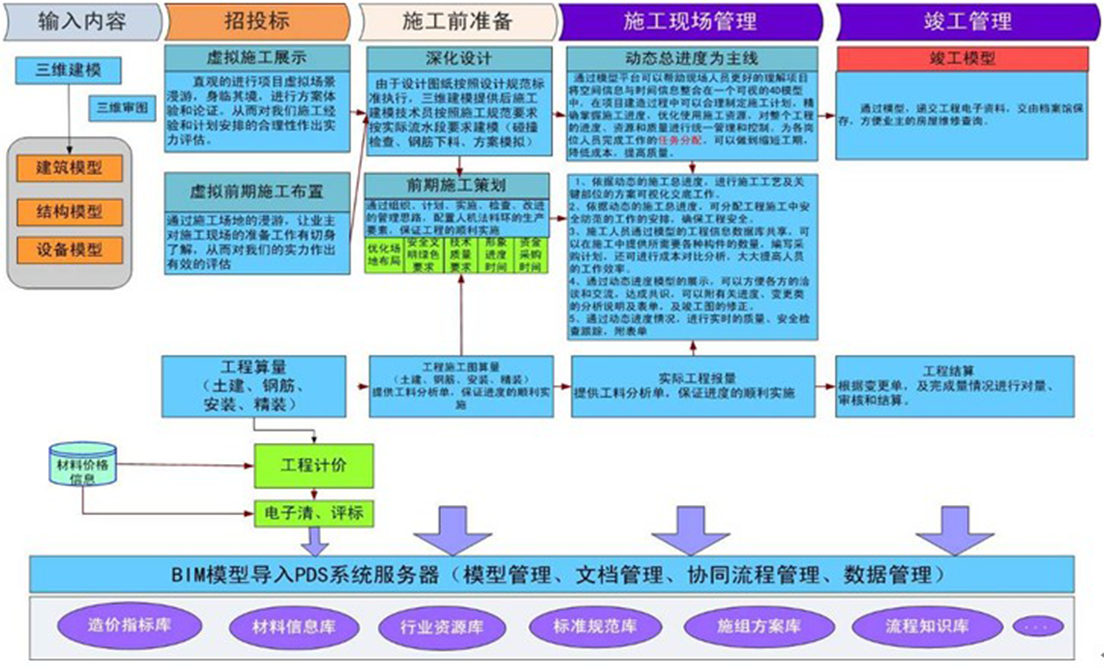 输入内容
招投标
施工前准备
施工现场管理
竣工管理
三维建模
三维审图
建筑模型
结构模型
设备模型
虚拟施工展示
直观的进行项目虚拟场景
漫游，身临其境，进行方案体
验和论证，从而对我们施工经
验和计划安排的合理性作出实
力评估。
虚拟前期施工布置
通过施工场地的漫游，让业主
对施工现场的准备工作有切身
了解，从而对我们的实力作出
有效的评估
深化设计
由于设计图纸按照设计规范标
准执行，三维建模提供后施工
建模技术员按照施工规范要求
按实际流水段要求建模（碰撞
检查、钢筋下料、方案模拟）
前期施工策划
通过组织、计划、实施、检查、改进
的管理思路，配置人机法料环的生产
要素，保证工程的顺利实施
优化场
地布局
安全文
明绿色
要求
技术
质量
要求
形象
进度
时间
资金
采购
时间
动态总进度为主线
通过模型平台可以帮助现场人员更好的理解项目
将空间信息与时间信息整合在一个可视的4D模型
中，在项目建造过程中可以合理制定施工计划，精
确掌握施工进度，优化使用施工资源，对整个工程
的进度、资源和质量进行统一管理和控制，为各岗
位人员完成工作的任务分配，可以做到缩短工期，
降低成本，提高质量。
1、依据动态的施工总进度，进行施工工艺及关
键部位的方案可视化交底工作。
2、依据动态的施工总进度，可分配工程施工中安
全防范的工作的安排，确保工程安全。
3、施工人员通过模型的工程信息数据库共享，可
以在施工中提供所需要各种构件的数量，编写采
购计划，还可进行成本对比分析，大大提高人员
的工作效率。
4、通过动态进度模型的展示，可以方便各方的洽
谈和交流，达成共识，可以附有关进度、变更类
的分析说明及表单，及竣工图的修正。
5、通过动态进度情况，进行实时的质量、安全检
查跟踪，附表单
竣工模型
通过模型，递交工程电子资料，交由档案馆保
存，方便业主的房屋维修查询。
工程算量
（土建、钢筋、
安装、精装）
工程施工图算量
（土建、钢筋、安装、精装）
提供工料分析单，保证进度的顺利实
施
实际工程报量
提供工料分析单，保证进度的顺利实施
工程结算
根据变更单，及完成量情况进行对量、
审核和结算。
材料价格
信息
工程计价
电子清、评标
BIM模型导入PDS系统服务器（模型管理、文档管理、协同流程管理、数据管理）
造价指标库
材料信息库
行业资源库
标准规范库
施组方案库
流程知识库
...